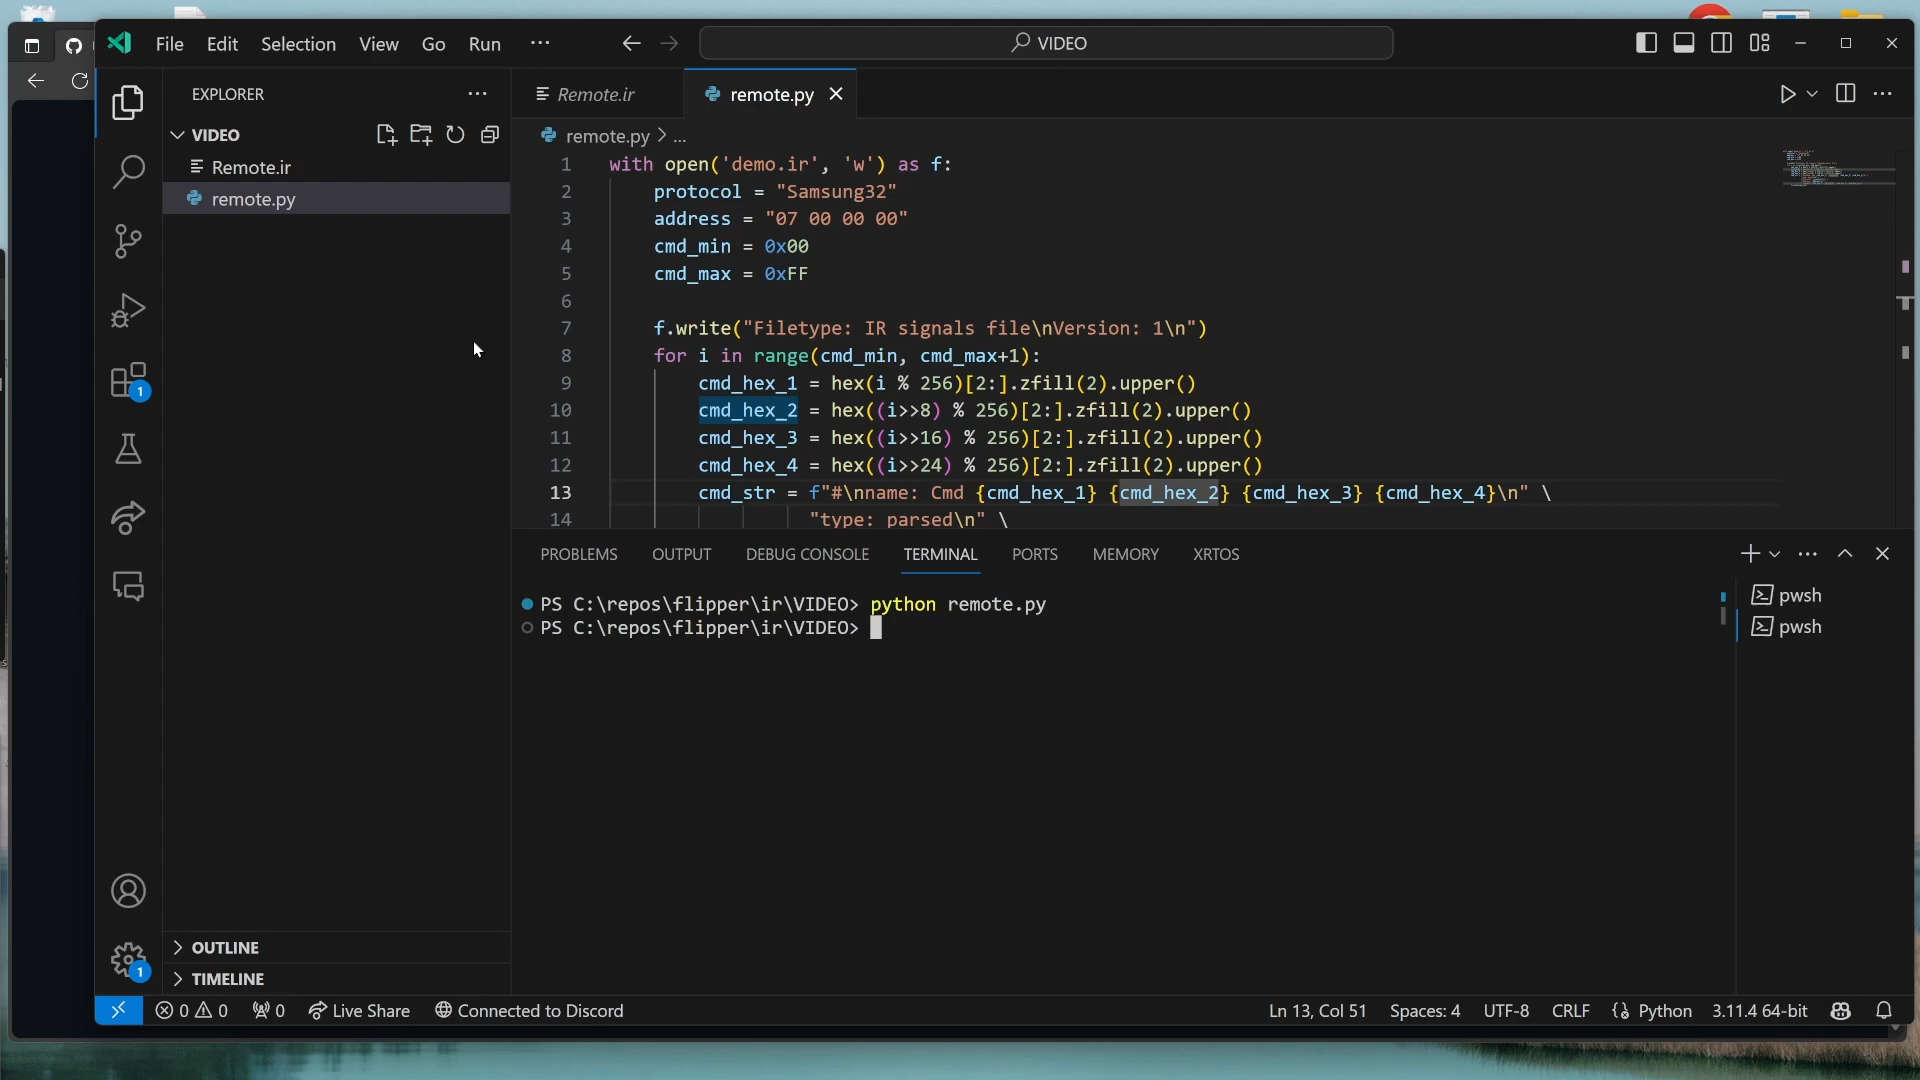 File Edit Selection View Go Run ···
VIDEO
EXPLORER
VIDEO
Remote.ir
remote.py
Remote.ir
remote.py
remote.py > ...
1 with open('demo.ir', 'w') as f:
2 protocol = "Samsung32"
3 address = "07 00 00 00"
4 cmd_min = 0x00
5 cmd_max = 0xFF
6
7 f.write("Filetype: IR signals file\nVersion: 1\n")
8 for i in range(cmd_min, cmd_max+1):
9 cmd_hex_1 = hex(i % 256)[2:].zfill(2).upper()
10 cmd_hex_2 = hex((i>>8) % 256)[2:].zfill(2).upper()
11 cmd_hex_3 = hex((i>>16) % 256)[2:].zfill(2).upper()
12 cmd_hex_4 = hex((i>>24) % 256)[2:].zfill(2).upper()
13 cmd_str = f"#\nname: Cmd {cmd_hex_1} {cmd_hex_2} {cmd_hex_3} {cmd_hex_4}\n" \
14 "type: parsed\n" \
PROBLEMS OUTPUT DEBUG CONSOLE TERMINAL PORTS MEMORY XRTOS
PS C:\repos\flipper\ir\VIDEO> python remote.py
PS C:\repos\flipper\ir\VIDEO>
pwsh
pwsh
1
1
OUTLINE
TIMELINE
0 0 0 Live Share Connected to Discord Ln 13, Col 51 Spaces: 4 UTF-8 CRLF Python 3.11.4 64-bit